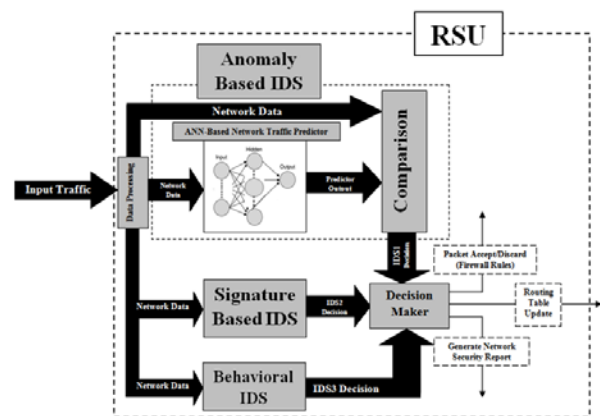 RSU
Anomaly
Based IDS
Network Data
ANN-Based Network Traffic Predictor
Input
Hidden
Output
Comparison
Data Processing
Input Traffic
Network
Data
Predictor
Output
IDS1
Decision
Packet Accept/Discard
(Firewall Rules)
Signature
Based IDS
Network Data
IDS2
Decision
Decision
Maker
Routing
Table
Update
Generate Network
Security Report
Behavioral
IDS
Network Data
IDS3 Decision